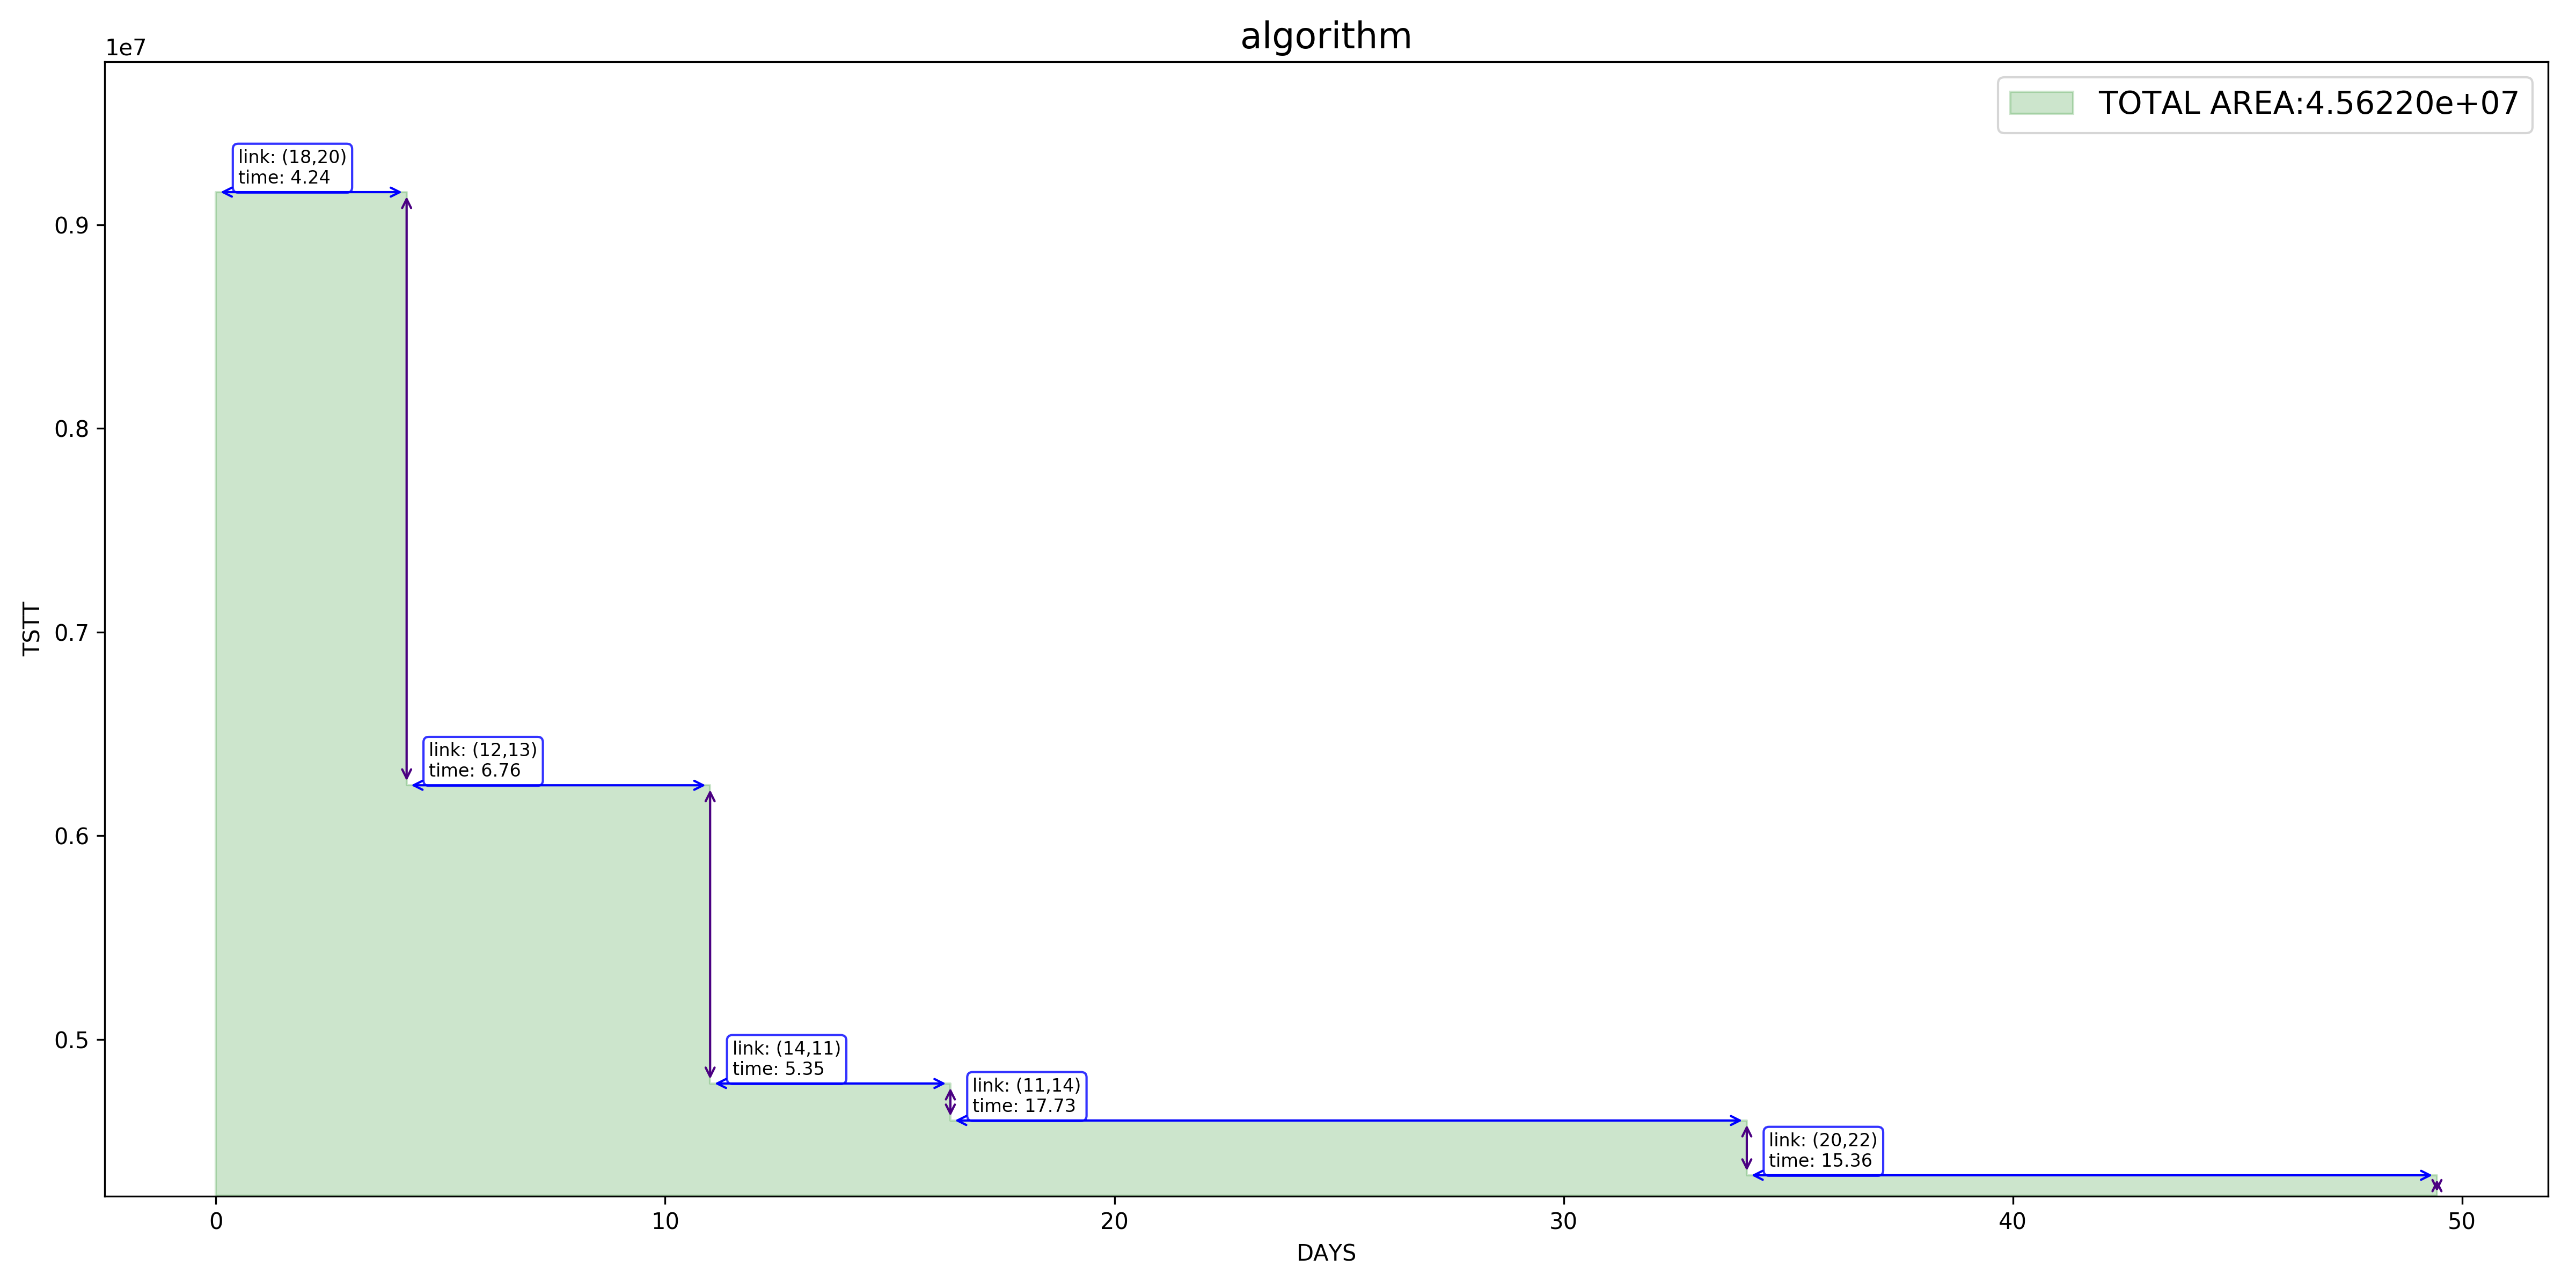 algorithm
1e7
TOTAL AREA:4.56220e+07
link: (18,20)
time: 4.24
0.9
0.8
0.7
TSTT
link: (12,13)
time: 6.76
0.6
0.5
link: (14,11)
time: 5.35
link: (11,14)
time: 17.73
link: (20,22)
time: 15.36
0 10 20 30 40 50
DAYS